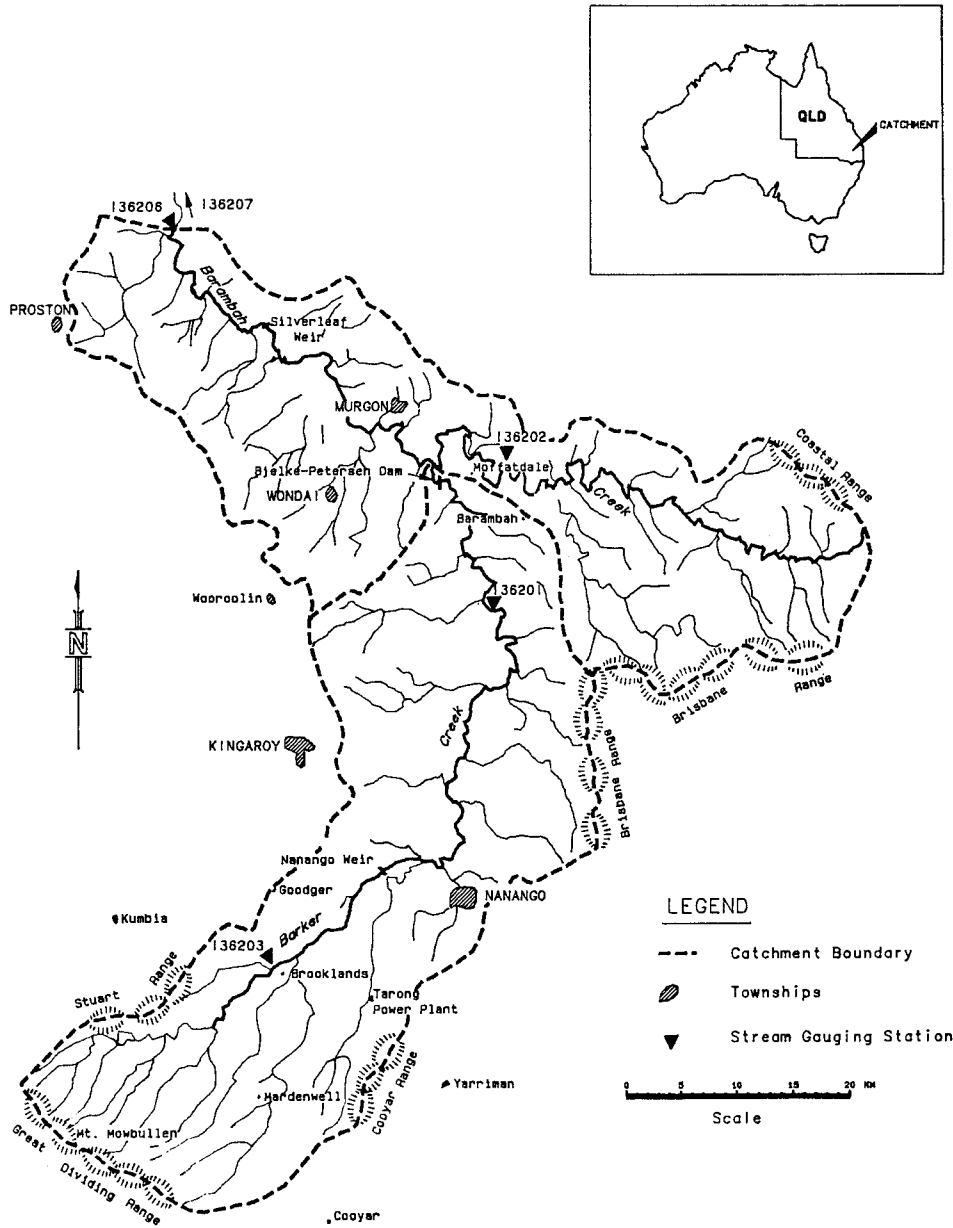 QLD
CATCHMENT
136206
136207
Barambah
PROSTON
Silverleaf
Weir
MURGON
136202
Coastal Range
Bjelke-Petersen Dam
Moffatdale
WONDAI
Creek
Barambah
Wooroolin
136201
N
Brisbane
Range
Creek
KINGAROY
Brisbane Range
Nanango Weir
Goodger
NANANGO
LEGEND
Kumbia
Barker
136203
Catchment Boundary
Range
Brooklands
Townships
Stuart
Tarong
Power Plant
Stream Gauging Station
Cooyar Range
Yarriman
0 5 10 15 20 KM
Mardenwell
Scale
Mt. Mowbullen
Great Dividing Range
Cooyar